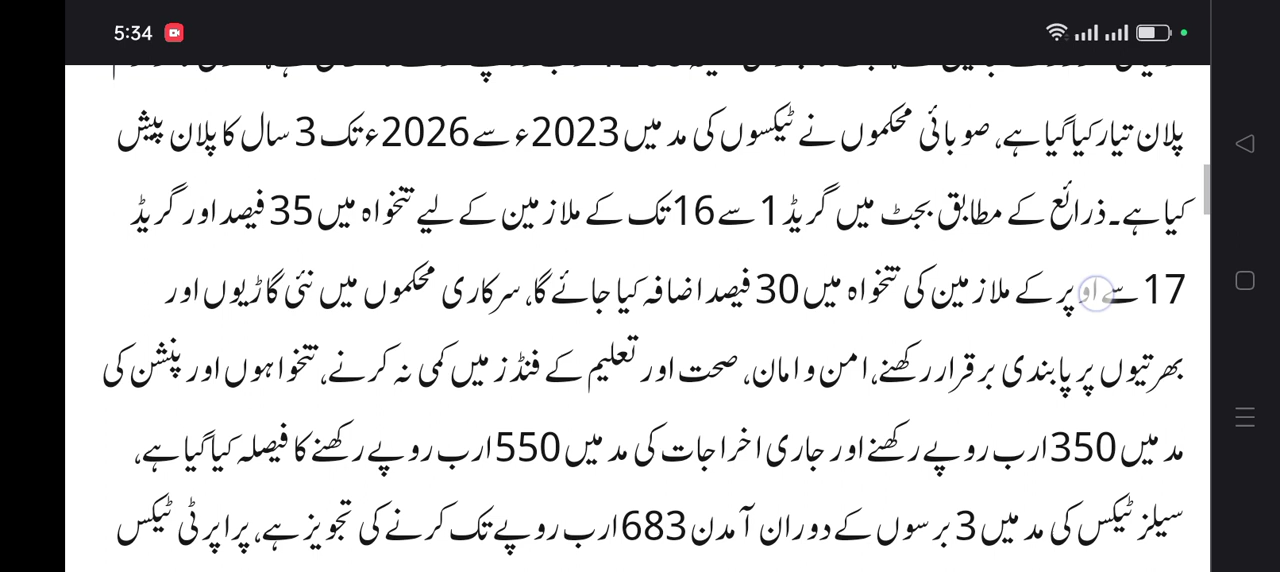 5:34
پلان تیار کیا گیا ہے، صوبائی محکموں نے ٹیکسوں کی مد میں 2023ء سے 2026ء تک 3 سال کا پلان پیش
کیا ہے۔ ذرائع کے مطابق بجٹ میں گریڈ 1 سے 16 تک کے ملازمین کے لیے تنخواہ میں 35 فیصد اور گریڈ
17 سے اوپر کے ملازمین کی تنخواہ میں 30 فیصد اضافہ کیا جائے گا، سرکاری محکموں میں نئی گاڑیوں اور
بھرتیوں پر پابندی برقرار رکھنے، امن و امان، صحت اور تعلیم کے فنڈز میں کمی نہ کرنے، تنخواہوں اور پنشن کی
مد میں 350 ارب روپے رکھنے اور جاری اخراجات کی مد میں 550 ارب روپے رکھنے کا فیصلہ کیا گیا ہے،
سیلز ٹیکس کی مد میں 3 برسوں کے دوران آمدن 683 ارب روپے تک کرنے کی تجویز ہے، پراپرٹی ٹیکس